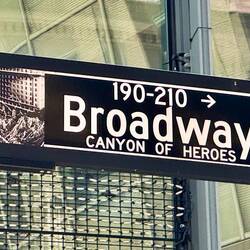 190-210 →
Broadway
CANYON OF HEROES